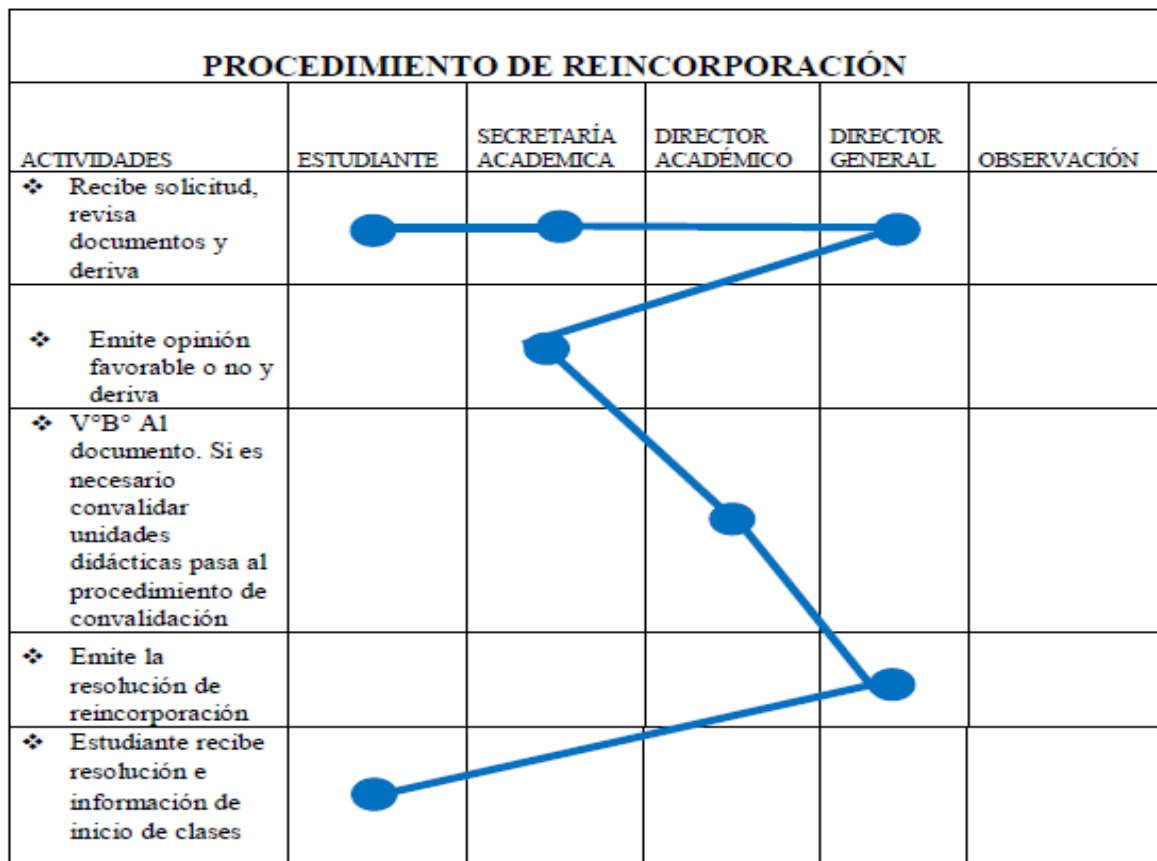 PROCEDIMIENTO DE REINCORPORACIÓN
ACTIVIDADES
ESTUDIANTE
SECRETARÍA
ACADEMICA
DIRECTOR
ACADÉMICO
DIRECTOR
GENERAL
OBSERVACIÓN
❖ Recibe solicitud,
revisa
documentos y
deriva
❖ Emite opinión
favorable o no y
deriva
❖ V°B° Al
documento. Si es
necesario
convalidar
unidades
didácticas pasa al
procedimiento de
convalidación
❖ Emite la
resolución de
reincorporación
❖ Estudiante recibe
resolución e
información de
inicio de clases